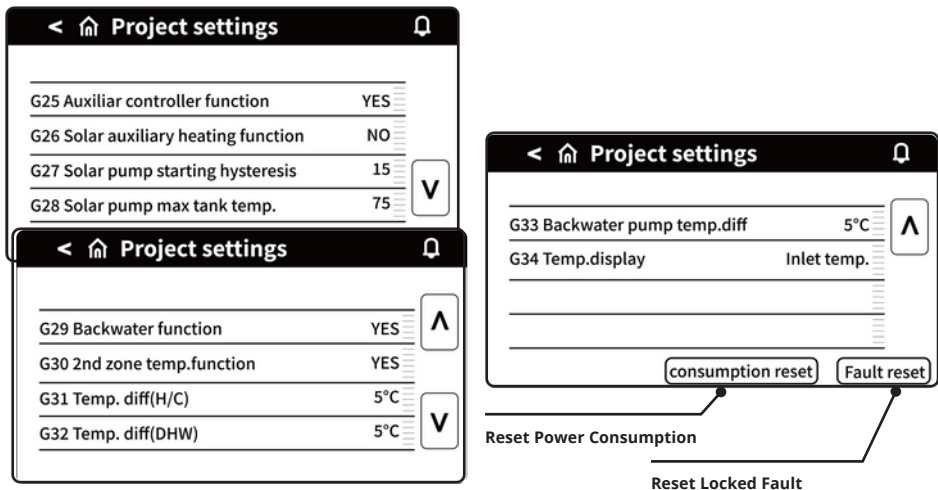 < Project settings
G25 Auxiliar controller function YES
G26 Solar auxiliary heating function NO
G27 Solar pump starting hysteresis 15
G28 Solar pump max tank temp. 75
< Project settings
G29 Backwater function YES
G30 2nd zone temp.function YES
G31 Temp. diff(H/C) 5°C
G32 Temp. diff(DHW) 5°C
< Project settings
G33 Backwater pump temp.diff 5°C
G34 Temp.display Inlet temp.
consumption reset Fault reset
Reset Power Consumption
Reset Locked Fault